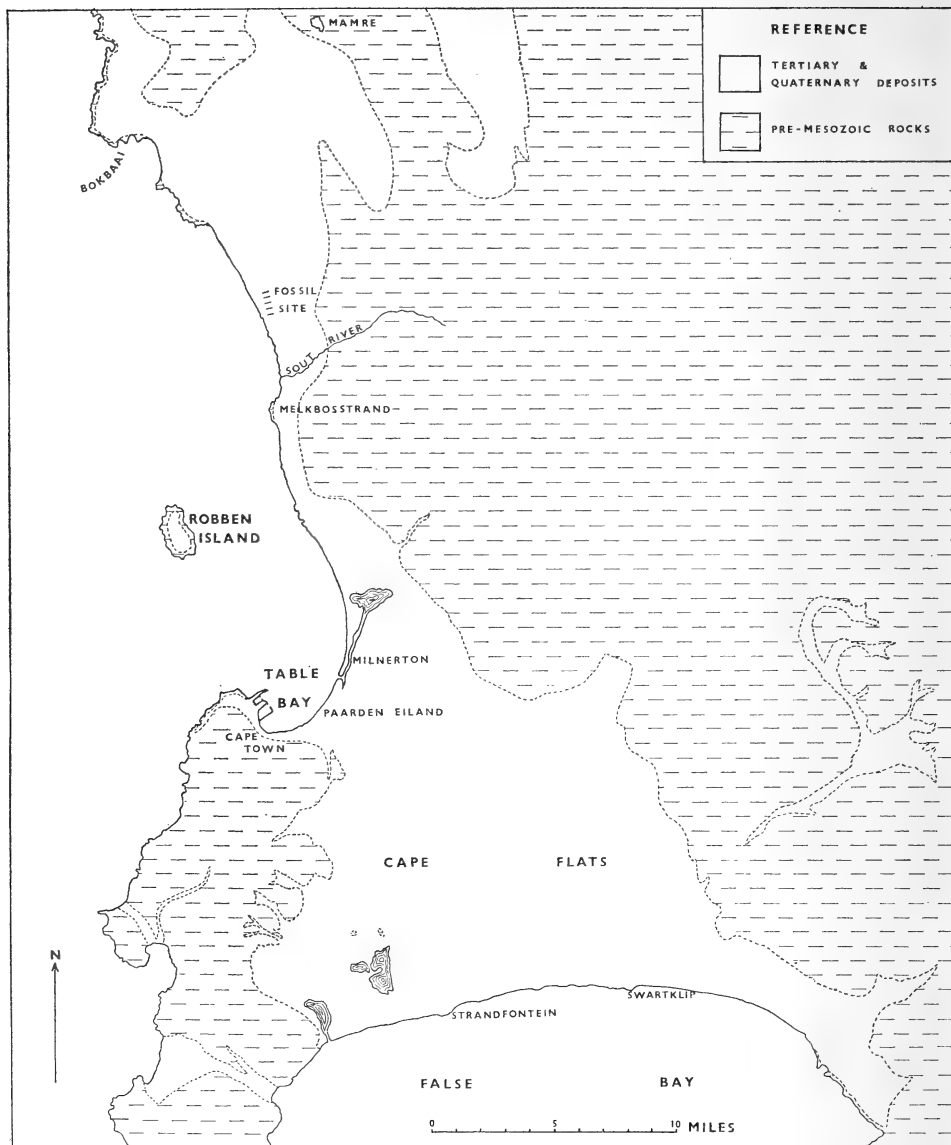 MAMRE
REFERENCE
TERTIARY &
QUATERNARY DEPOSITS
PRE-MESOZOIC ROCKS
BOKBAAI
FOSSIL
SITE
SOUT RIVER
MELKBOSSTRAND
ROBBEN
ISLAND
MILNERTON
TABLE
BAY
PAARDEN EILAND
CAPE
TOWN
CAPE FLATS
N
SWARTKLIP
STRANDFONTEIN
FALSE BAY
0 5 10 MILES